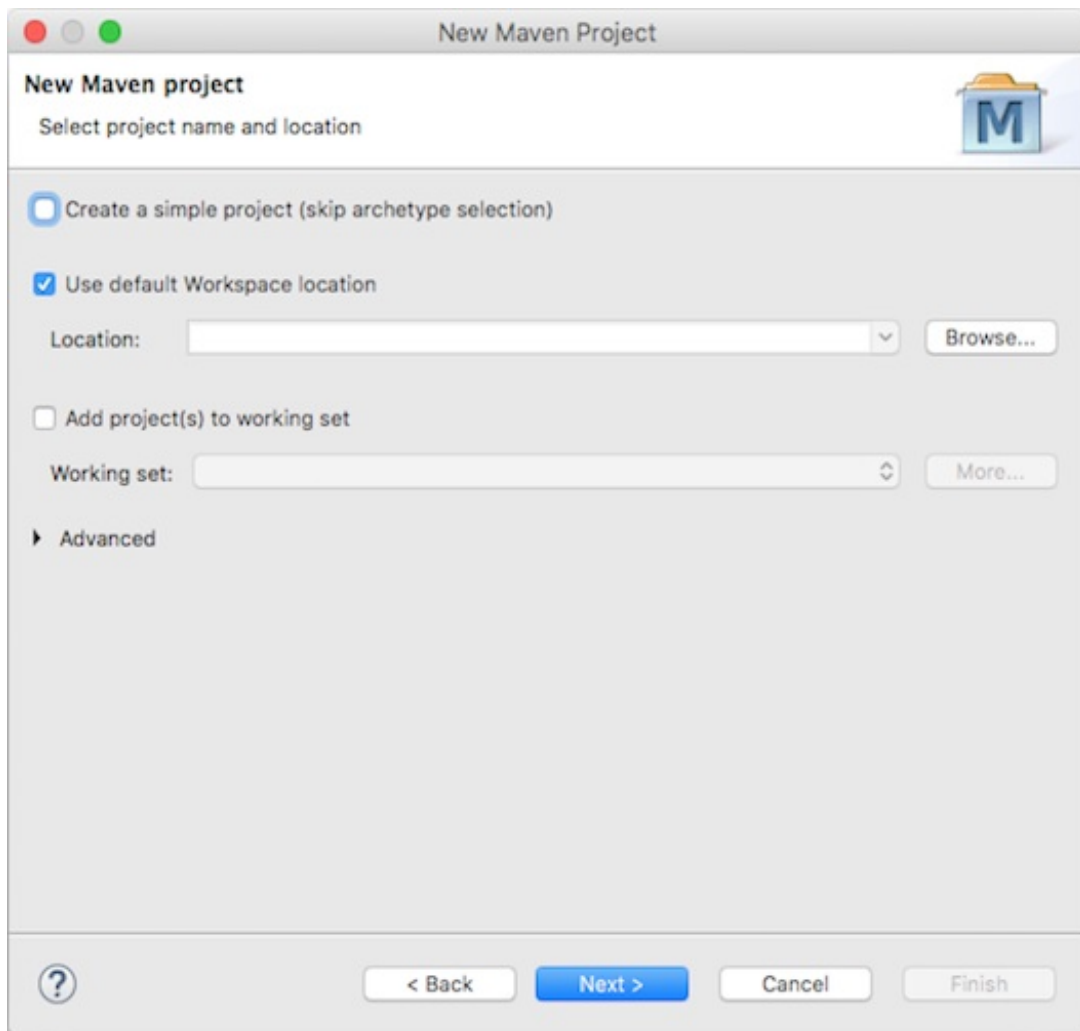 New Maven Project
New Maven project
Select project name and location
M
Create a simple project (skip archetype selection)
Use default Workspace location
Location:
Browse...
Add project(s) to working set
Working set:
More...
Advanced
?
< Back
Next >
Cancel
Finish